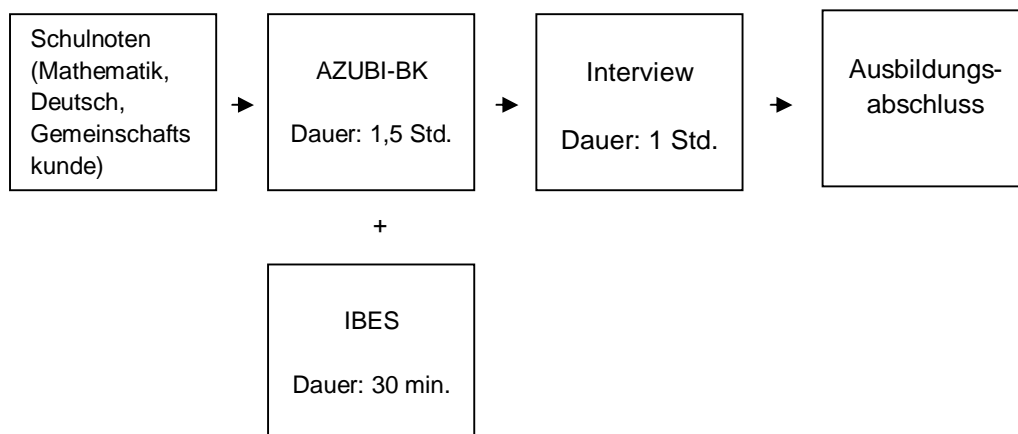 Schulnoten
(Mathematik,
Deutsch,
Gemeinschafts
kunde)
AZUBI-BK
Dauer: 1,5 Std.
+
IBES
Dauer: 30 min.
Interview
Dauer: 1 Std.
Ausbildungs-
abschluss